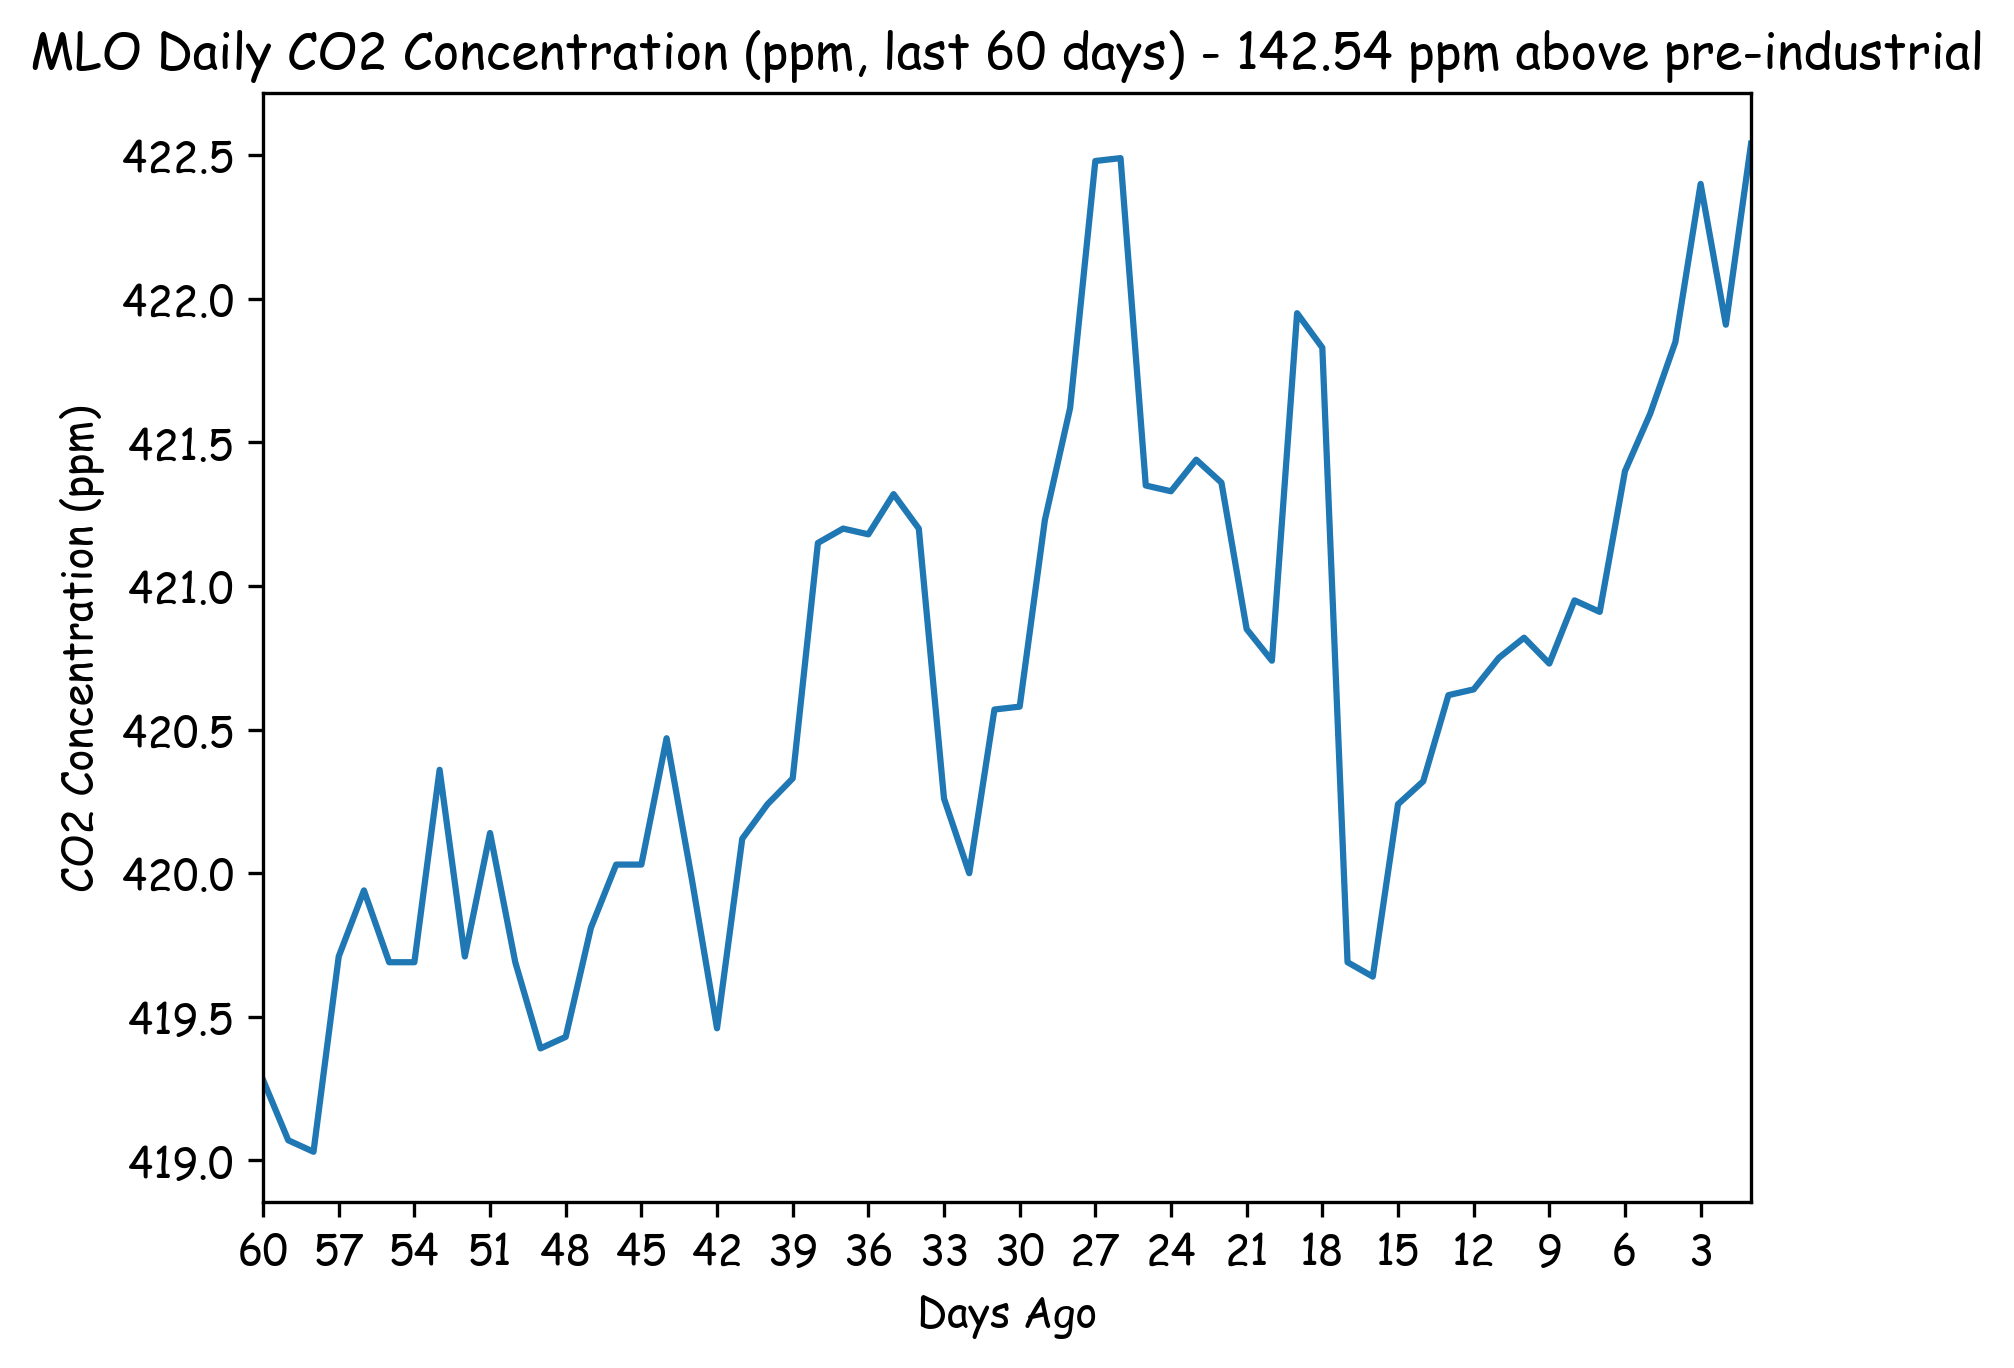 MLO Daily CO2 Concentration (ppm, last 60 days) - 142.54 ppm above pre-industrial
422.5
422.0
421.5
421.0
420.5
420.0
419.5
419.0
CO2 Concentration (ppm)
60 57 54 51 48 45 42 39 36 33 30 27 24 21 18 15 12 9 6 3
Days Ago